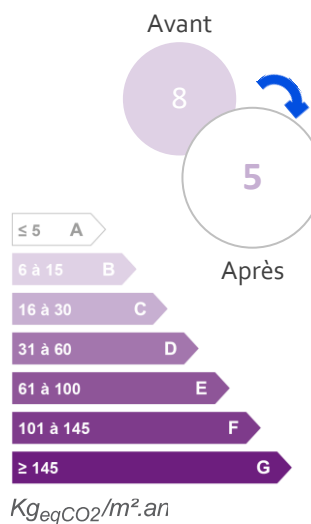 Avant
8
5
Après
≤ 5 A
6 à 15 B
16 à 30 C
31 à 60 D
61 à 100 E
101 à 145 F
≥ 145 G
KgeqCO2/m².an